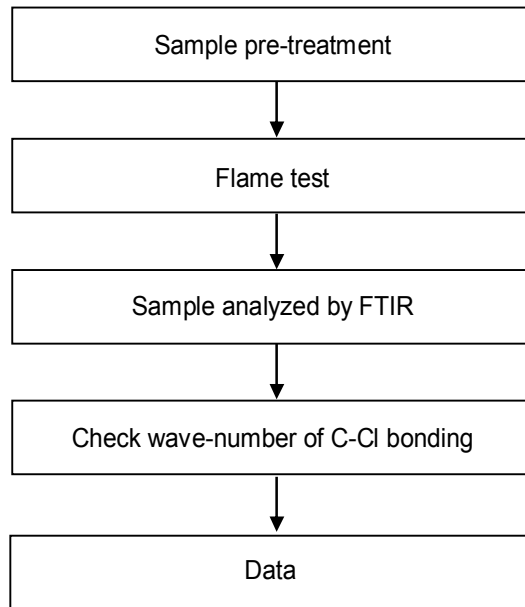 Sample pre-treatment
Flame test
Sample analyzed by FTIR
Check wave-number of C-Cl bonding
Data